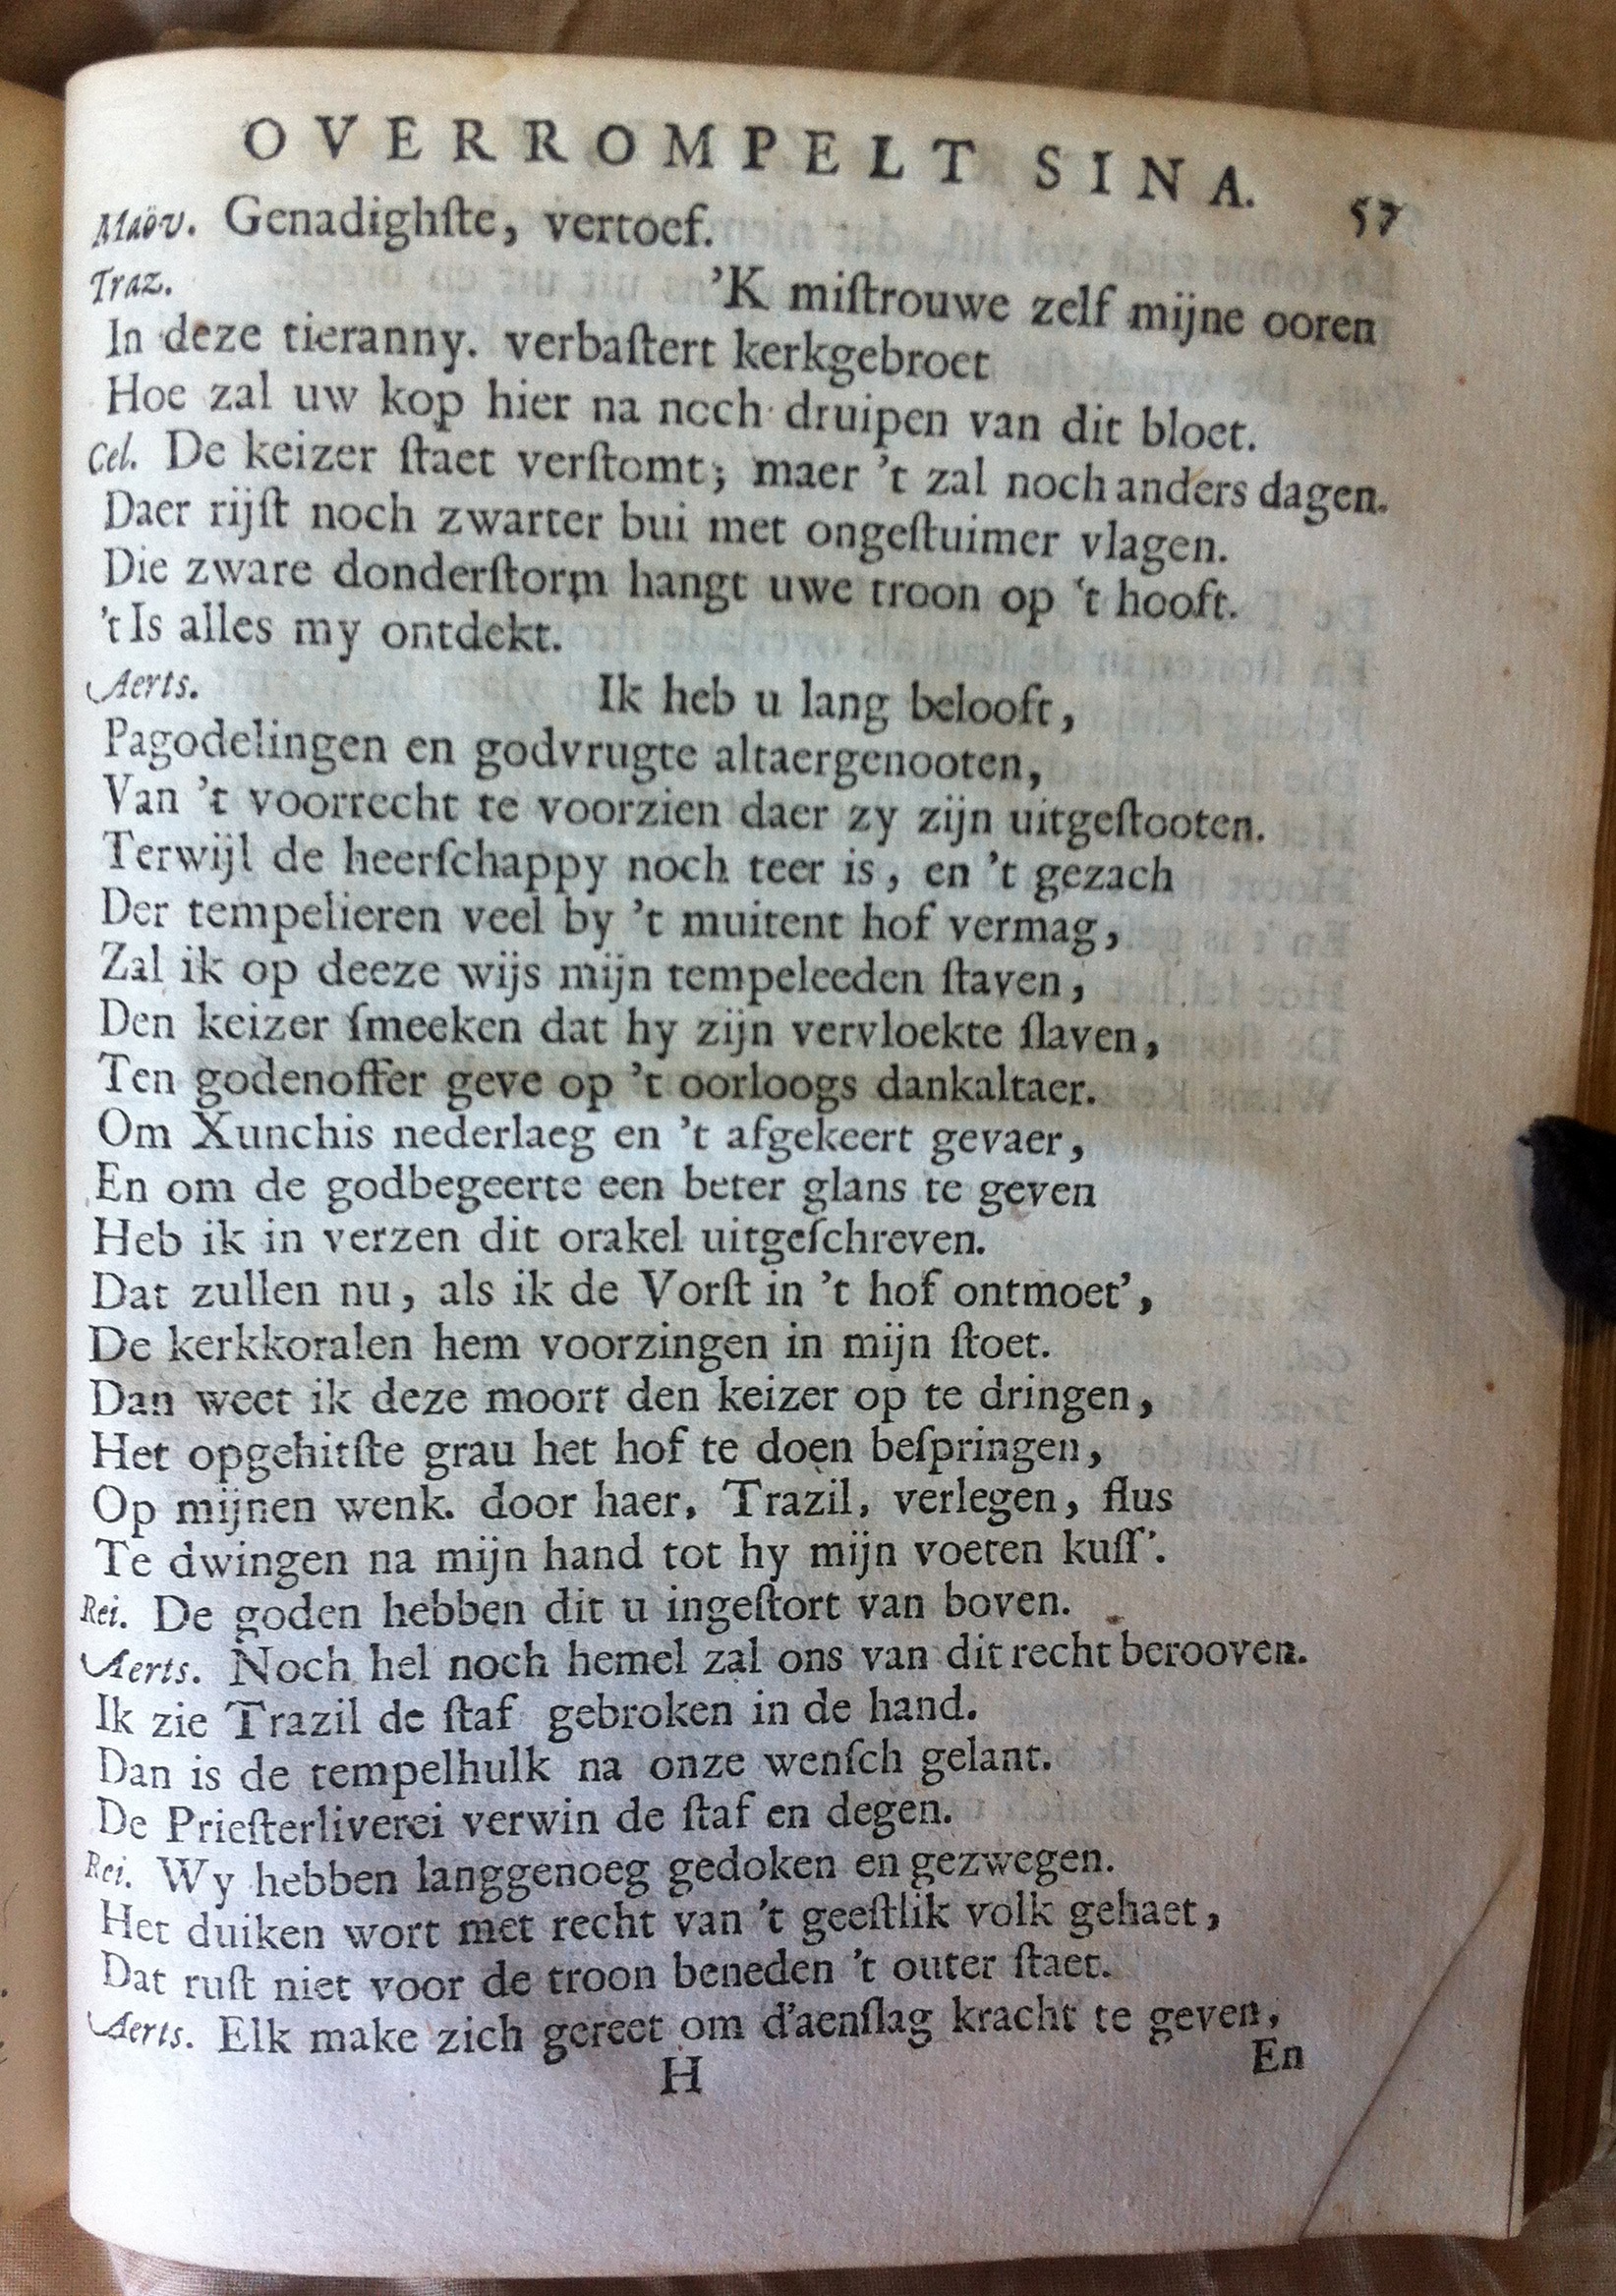 OVERROMPELT SINA. 57
Maöv. Genadighſte, vertoef.
Traz. 'K miſtrouwe zelf mijne ooren
In deze tieranny. verbaſtert kerkgebroet
Hoe zal uw kop hier na noch druipen van dit bloet.
Cel. De keizer ſtaet verſtomt; maer 't zal noch anders dagen.
Daer rijſt noch zwarter bui met ongeſtuimer vlagen.
Die zware donderſtorm hangt uwe troon op 't hooft.
't Is alles my ontdekt.
Aerts. Ik heb u lang belooft,
Pagodelingen en godvrugte altaergenooten,
Van 't voorrecht te voorzien daer zy zijn uitgeſtooten.
Terwijl de heerſchappy noch teer is, en 't gezach
Der tempelieren veel by 't muitent hof vermag,
Zal ik op deeze wijs mijn tempeleeden ſtaven,
Den keizer ſmeeken dat hy zijn vervloekte ſlaven,
Ten godenoffer geve op 't oorloogs dankaltaer.
Om Xunchis nederlaeg en 't afgekeert gevaer,
En om de godbegeerte een beter glans te geven
Heb ik in verzen dit orakel uitgeſchreven.
Dat zullen nu, als ik de Vorſt in 't hof ontmoet',
De kerkkoralen hem voorzingen in mijn ſtoet.
Dan weet ik deze moort den keizer op te dringen,
Het opgehitſte grau het hof te doen beſpringen,
Op mijnen wenk. door haer, Trazil, verlegen, flus
Te dwingen na mijn hand tot hy mijn voeten kuſſ'.
Rei. De goden hebben dit u ingeſtort van boven.
Aerts. Noch hel noch hemel zal ons van dit recht berooven.
Ik zie Trazil de ſtaf gebroken in de hand.
Dan is de tempelhulk na onze wenſch gelant.
De Prieſterliverei verwin de ſtaf en degen.
Rei. Wy hebben langgenoeg gedoken en gezwegen.
Het duiken wort met recht van 't geeſtlik volk gehaet,
Dat ruſt niet voor de troon beneden 't outer ſtaet.
Aerts. Elk make zich gereet om d'aenſlag kracht te geven,
H En